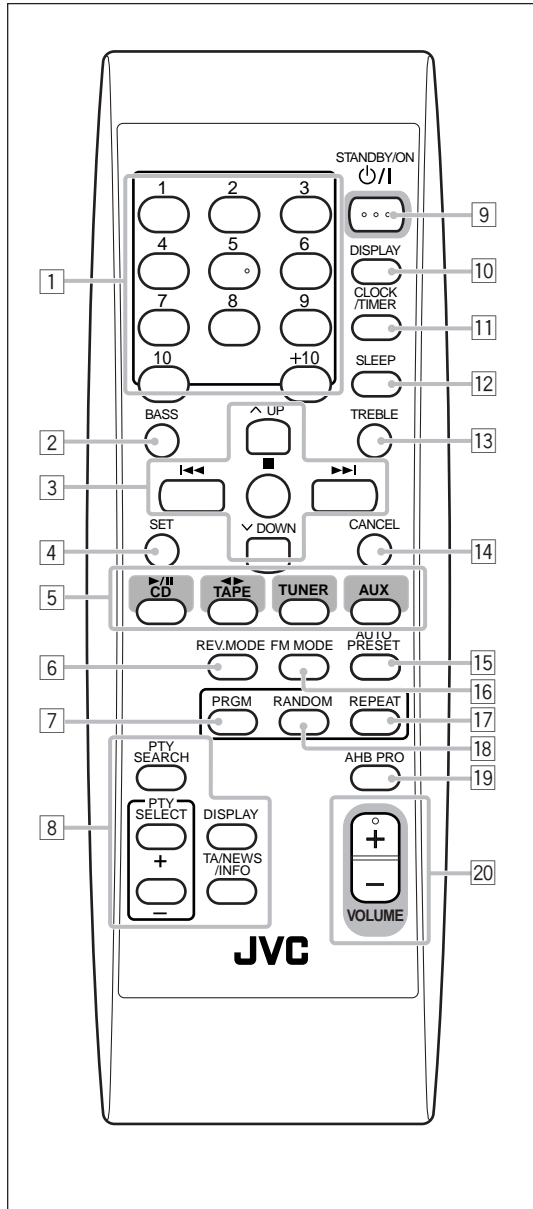 STANDBY/ON
⏻/I
1 2 3
9
4 5 6
DISPLAY
10
1
CLOCK
/TIMER
11
7 8 9
10 +10
SLEEP
12
BASS
∧ UP
TREBLE
2
13
3
|◀◀ ■ ▶▶|
SET
∨ DOWN
CANCEL
4
14
5
▶/II
CD
◀▶
TAPE
TUNER
AUX
6
REV.MODE
FM MODE
AUTO
PRESET
15
16
7
PRGM
RANDOM
REPEAT
17
18
8
PTY
SEARCH
AHB PRO
19
PTY
SELECT
DISPLAY
+
TA/NEWS
/INFO
–
+
–
VOLUME
20
JVC